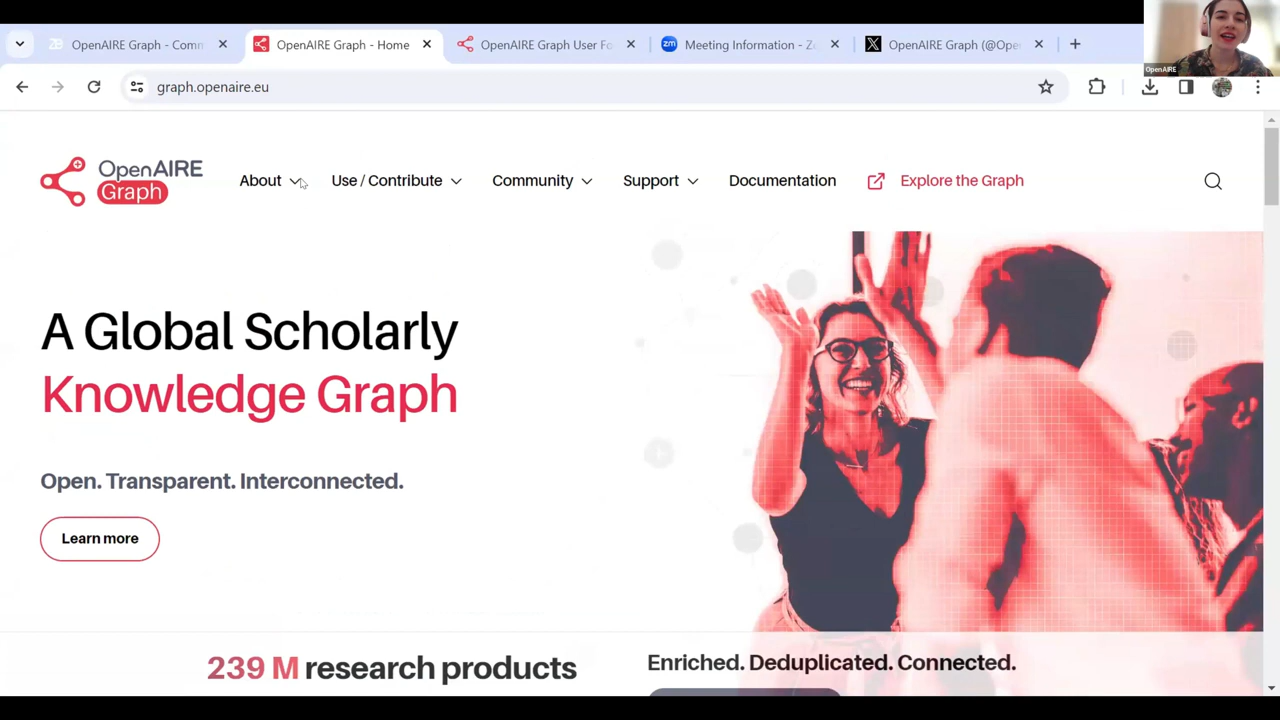 OpenAIRE Graph - Comm
OpenAIRE Graph - Home
OpenAIRE Graph User Fo
Meeting Information - Zo
OpenAIRE Graph (@Ope
OpenAIRE
graph.openaire.eu
OpenAIRE
Graph
About
Use / Contribute
Community
Support
Documentation
Explore the Graph
A Global Scholarly
Knowledge Graph
Open. Transparent. Interconnected.
Learn more
239 M research products
Enriched. Deduplicated. Connected.